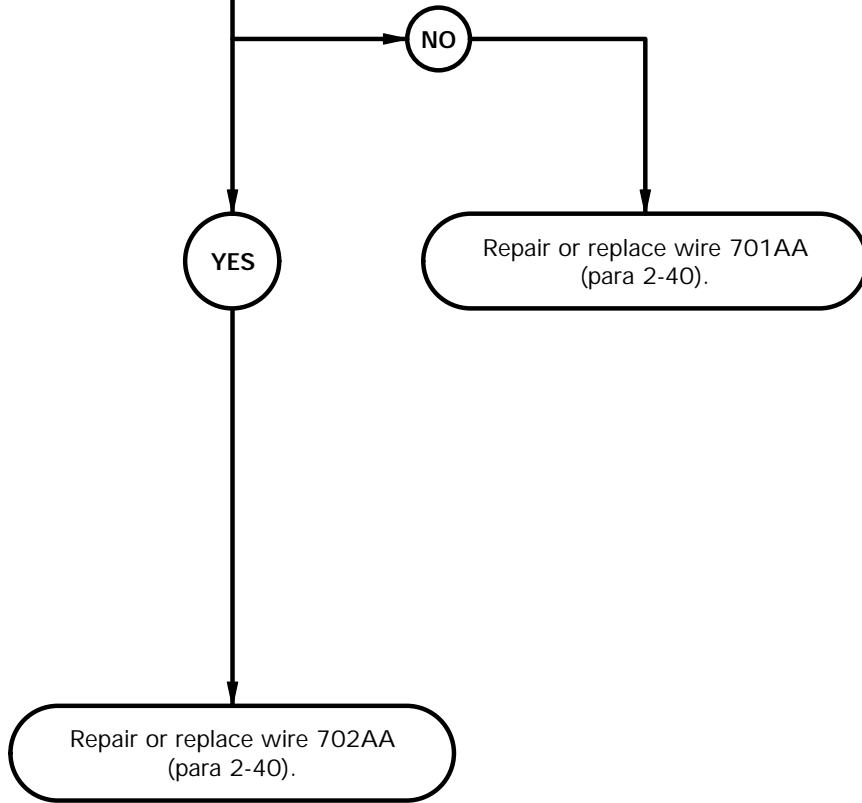 NO
YES
Repair or replace wire 701AA
(para 2-40).
Repair or replace wire 702AA
(para 2-40).